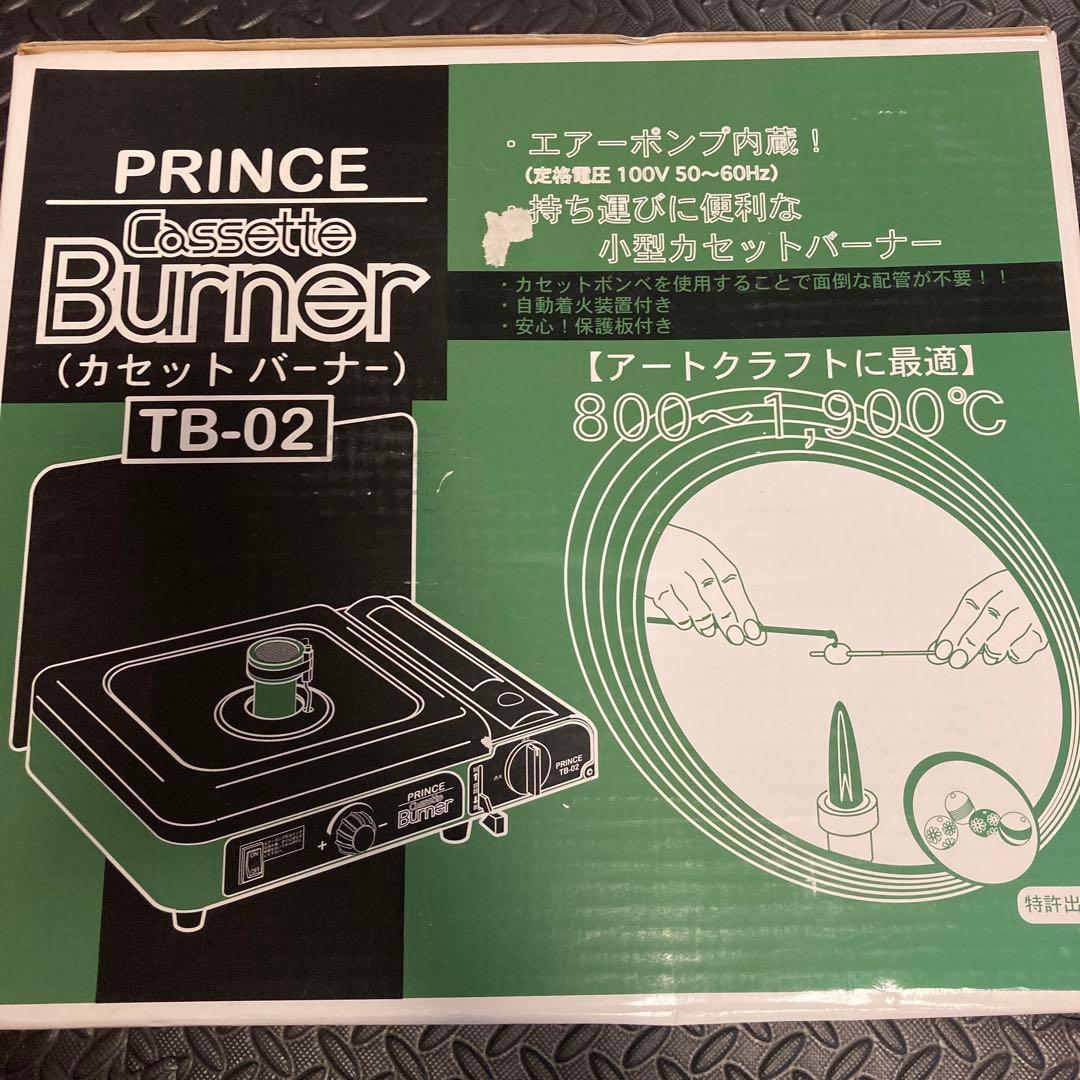 PRINCE
Cassette
Burner
(カセットバーナー)
TB-02
・エアーポンプ内蔵！
(定格電圧 100V 50～60Hz)
・持ち運びに便利な
小型カセットバーナー
・カセットボンベを使用することで面倒な配管が不要！！
・自動着火装置付き
・安心！保護板付き
【アートクラフトに最適】
800～1,900℃
PRINCE
TB-02
PRINCE
Cassette
Burner
+
-
ON
OFF
特許出